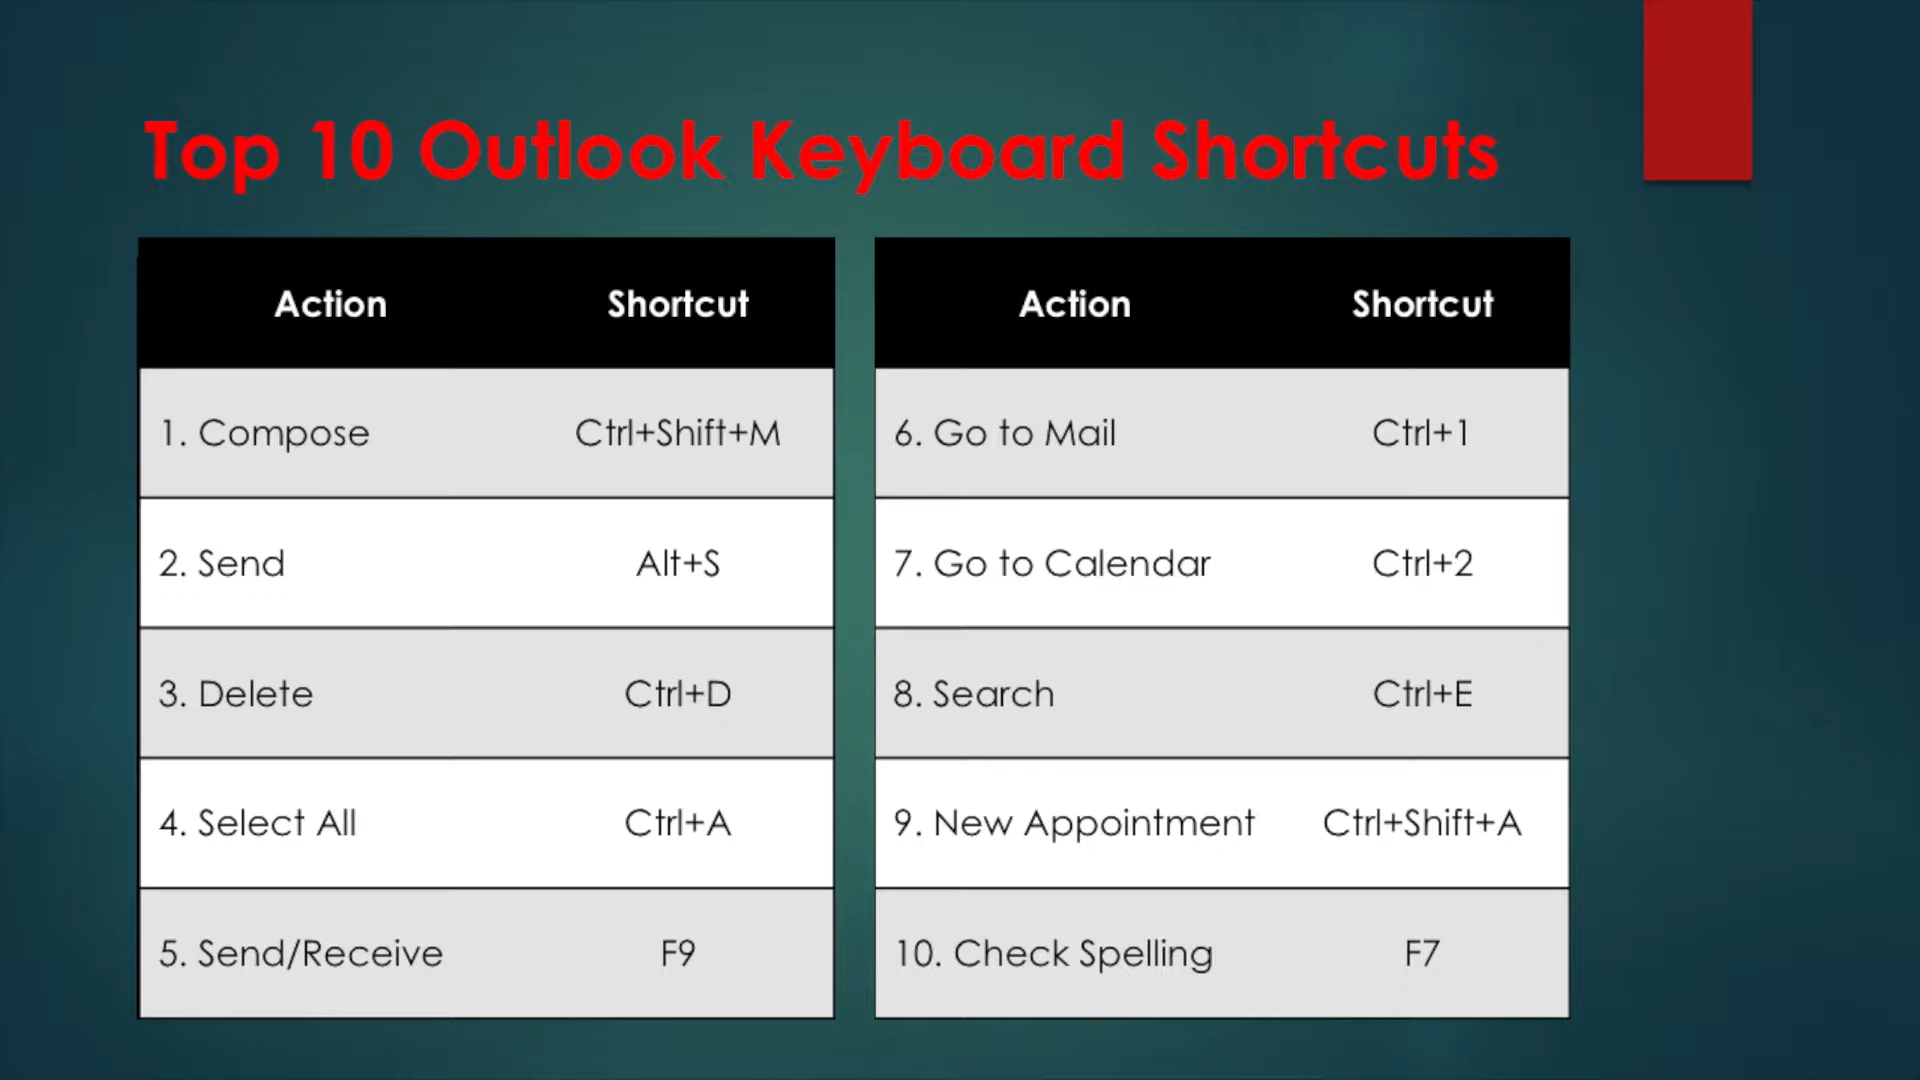 Top 10 Outlook Keyboard Shortcuts
Action Shortcut
1. Compose Ctrl+Shift+M
2. Send Alt+S
3. Delete Ctrl+D
4. Select All Ctrl+A
5. Send/Receive F9
Action Shortcut
6. Go to Mail Ctrl+1
7. Go to Calendar Ctrl+2
8. Search Ctrl+E
9. New Appointment Ctrl+Shift+A
10. Check Spelling F7